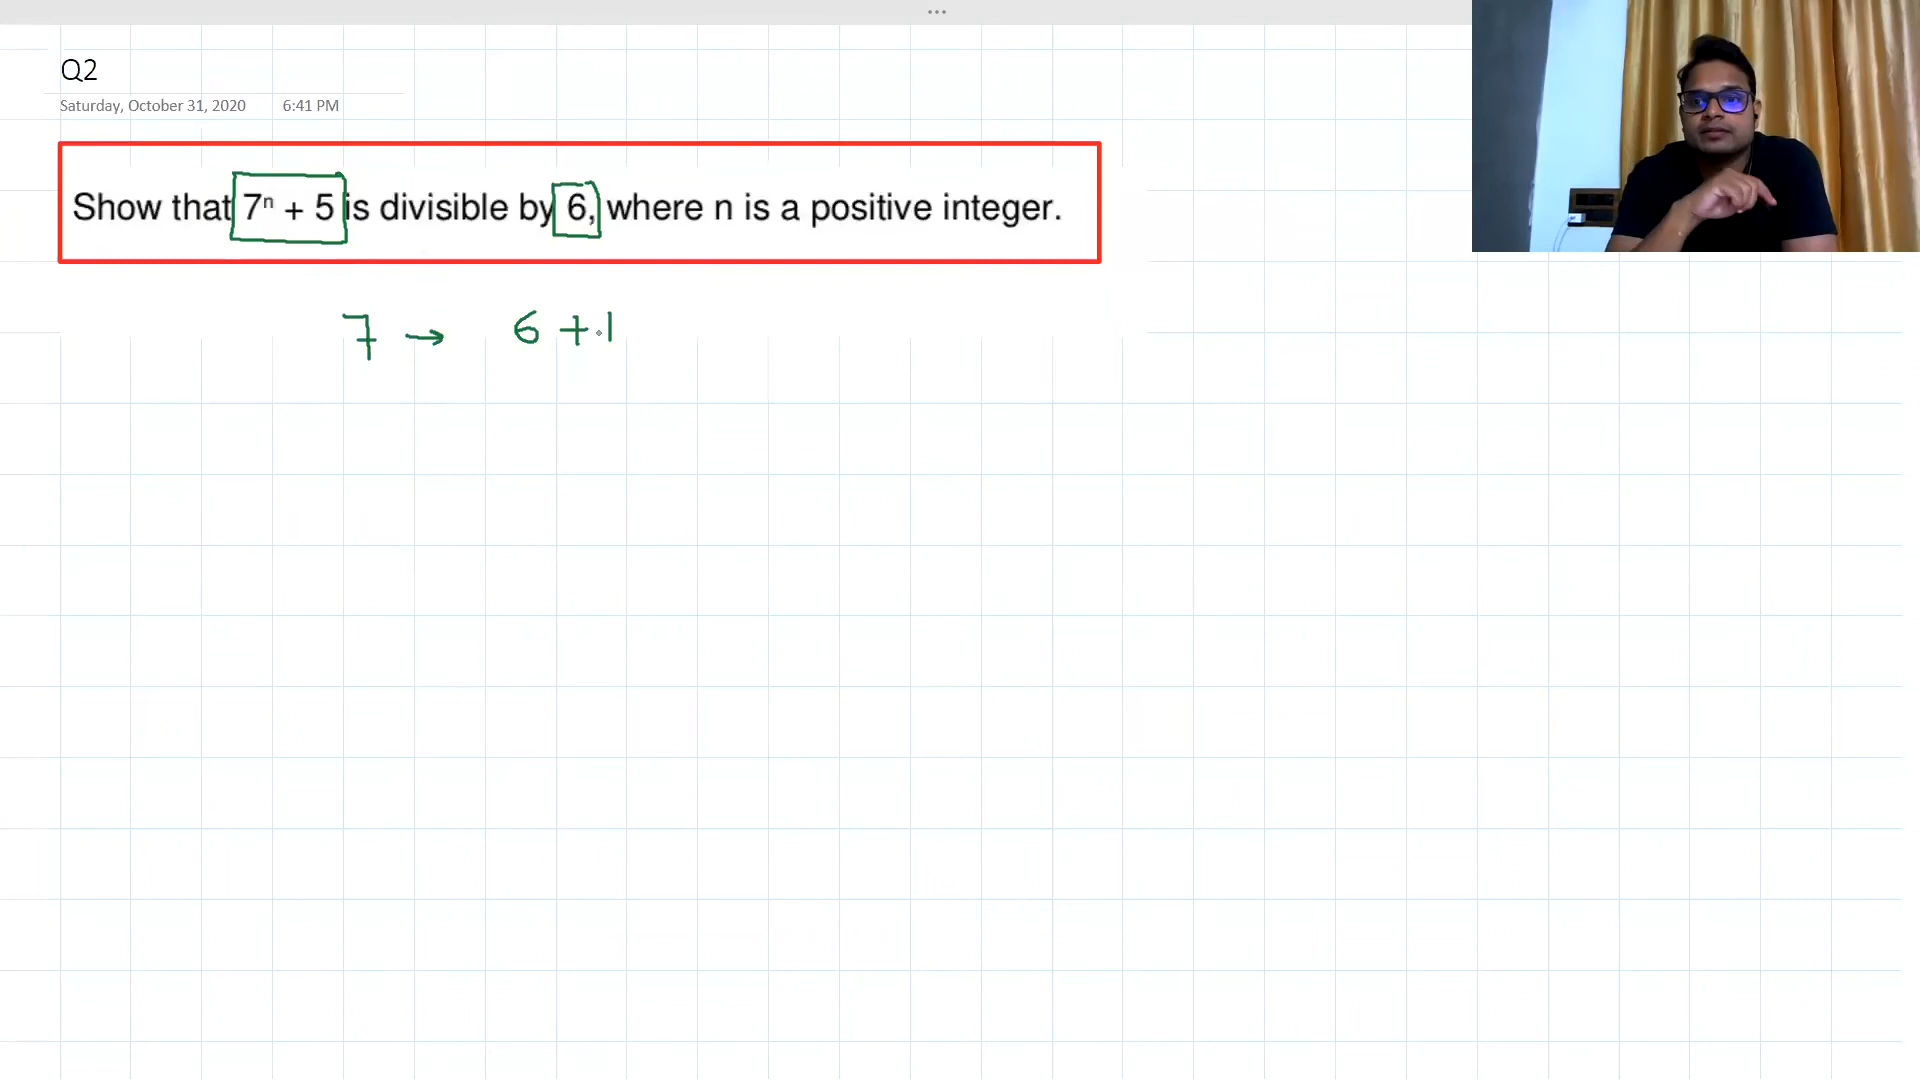 Q2
Saturday, October 31, 2020 6:41 PM
Show that 7ⁿ + 5 is divisible by 6, where n is a positive integer.
7 → 6 + 1